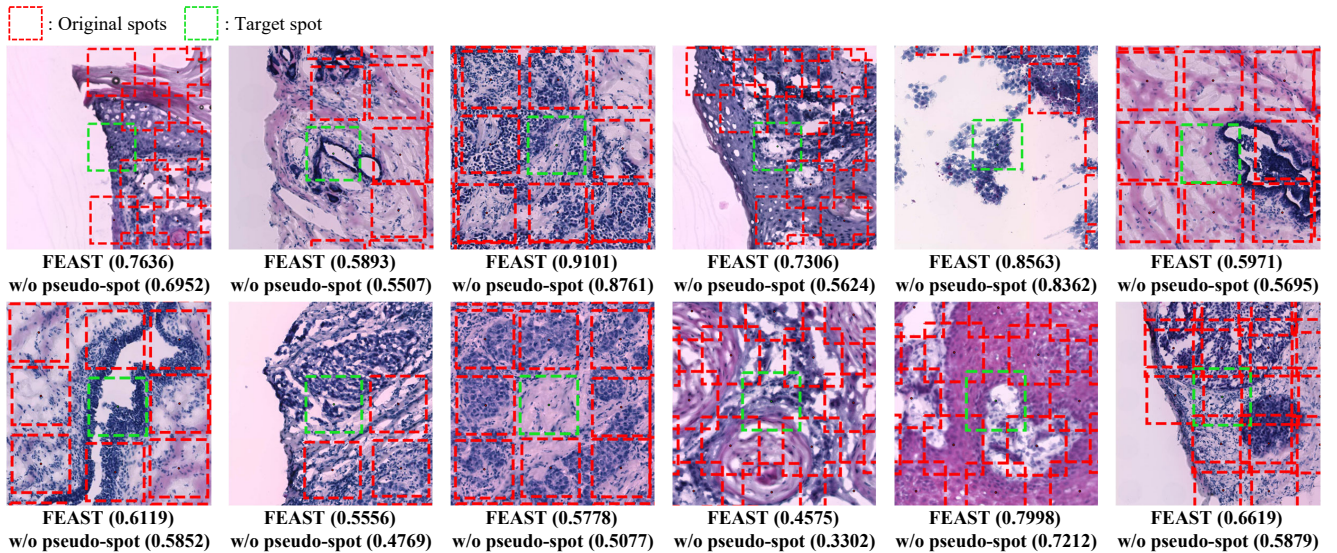 : Original spots : Target spot
FEAST (0.7636) FEAST (0.5893) FEAST (0.9101) FEAST (0.7306) FEAST (0.8563) FEAST (0.5971)
w/o pseudo-spot (0.6952) w/o pseudo-spot (0.5507) w/o pseudo-spot (0.8761) w/o pseudo-spot (0.5624) w/o pseudo-spot (0.8362) w/o pseudo-spot (0.5695)
FEAST (0.6119) FEAST (0.5556) FEAST (0.5778) FEAST (0.4575) FEAST (0.7998) FEAST (0.6619)
w/o pseudo-spot (0.5852) w/o pseudo-spot (0.4769) w/o pseudo-spot (0.5077) w/o pseudo-spot (0.3302) w/o pseudo-spot (0.7212) w/o pseudo-spot (0.5879)